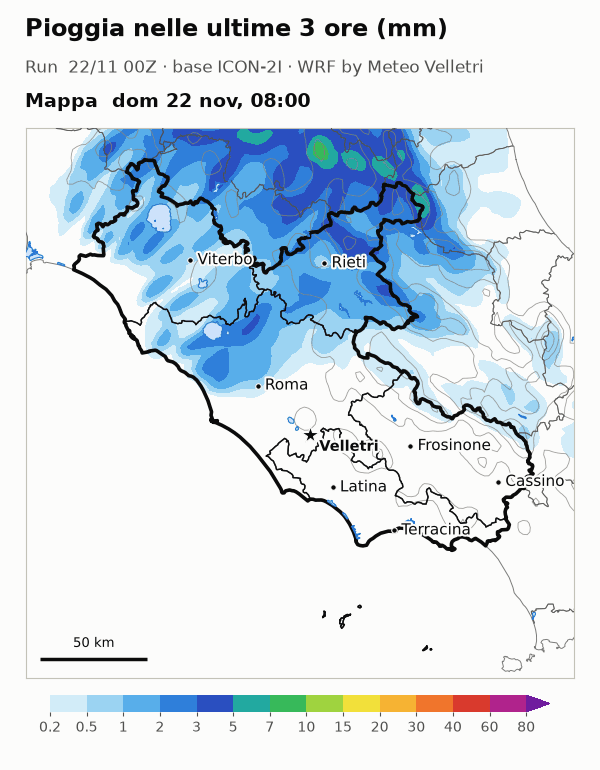 Pioggia nelle ultime 3 ore (mm)
Run 22/11 00Z · base ICON-2I · WRF by Meteo Velletri
Mappa dom 22 nov, 08:00
Viterbo
Rieti
Roma
Velletri
Frosinone
Latina
Cassino
Terracina
50 km
0.2 0.5 1 2 3 5 7 10 15 20 30 40 60 80